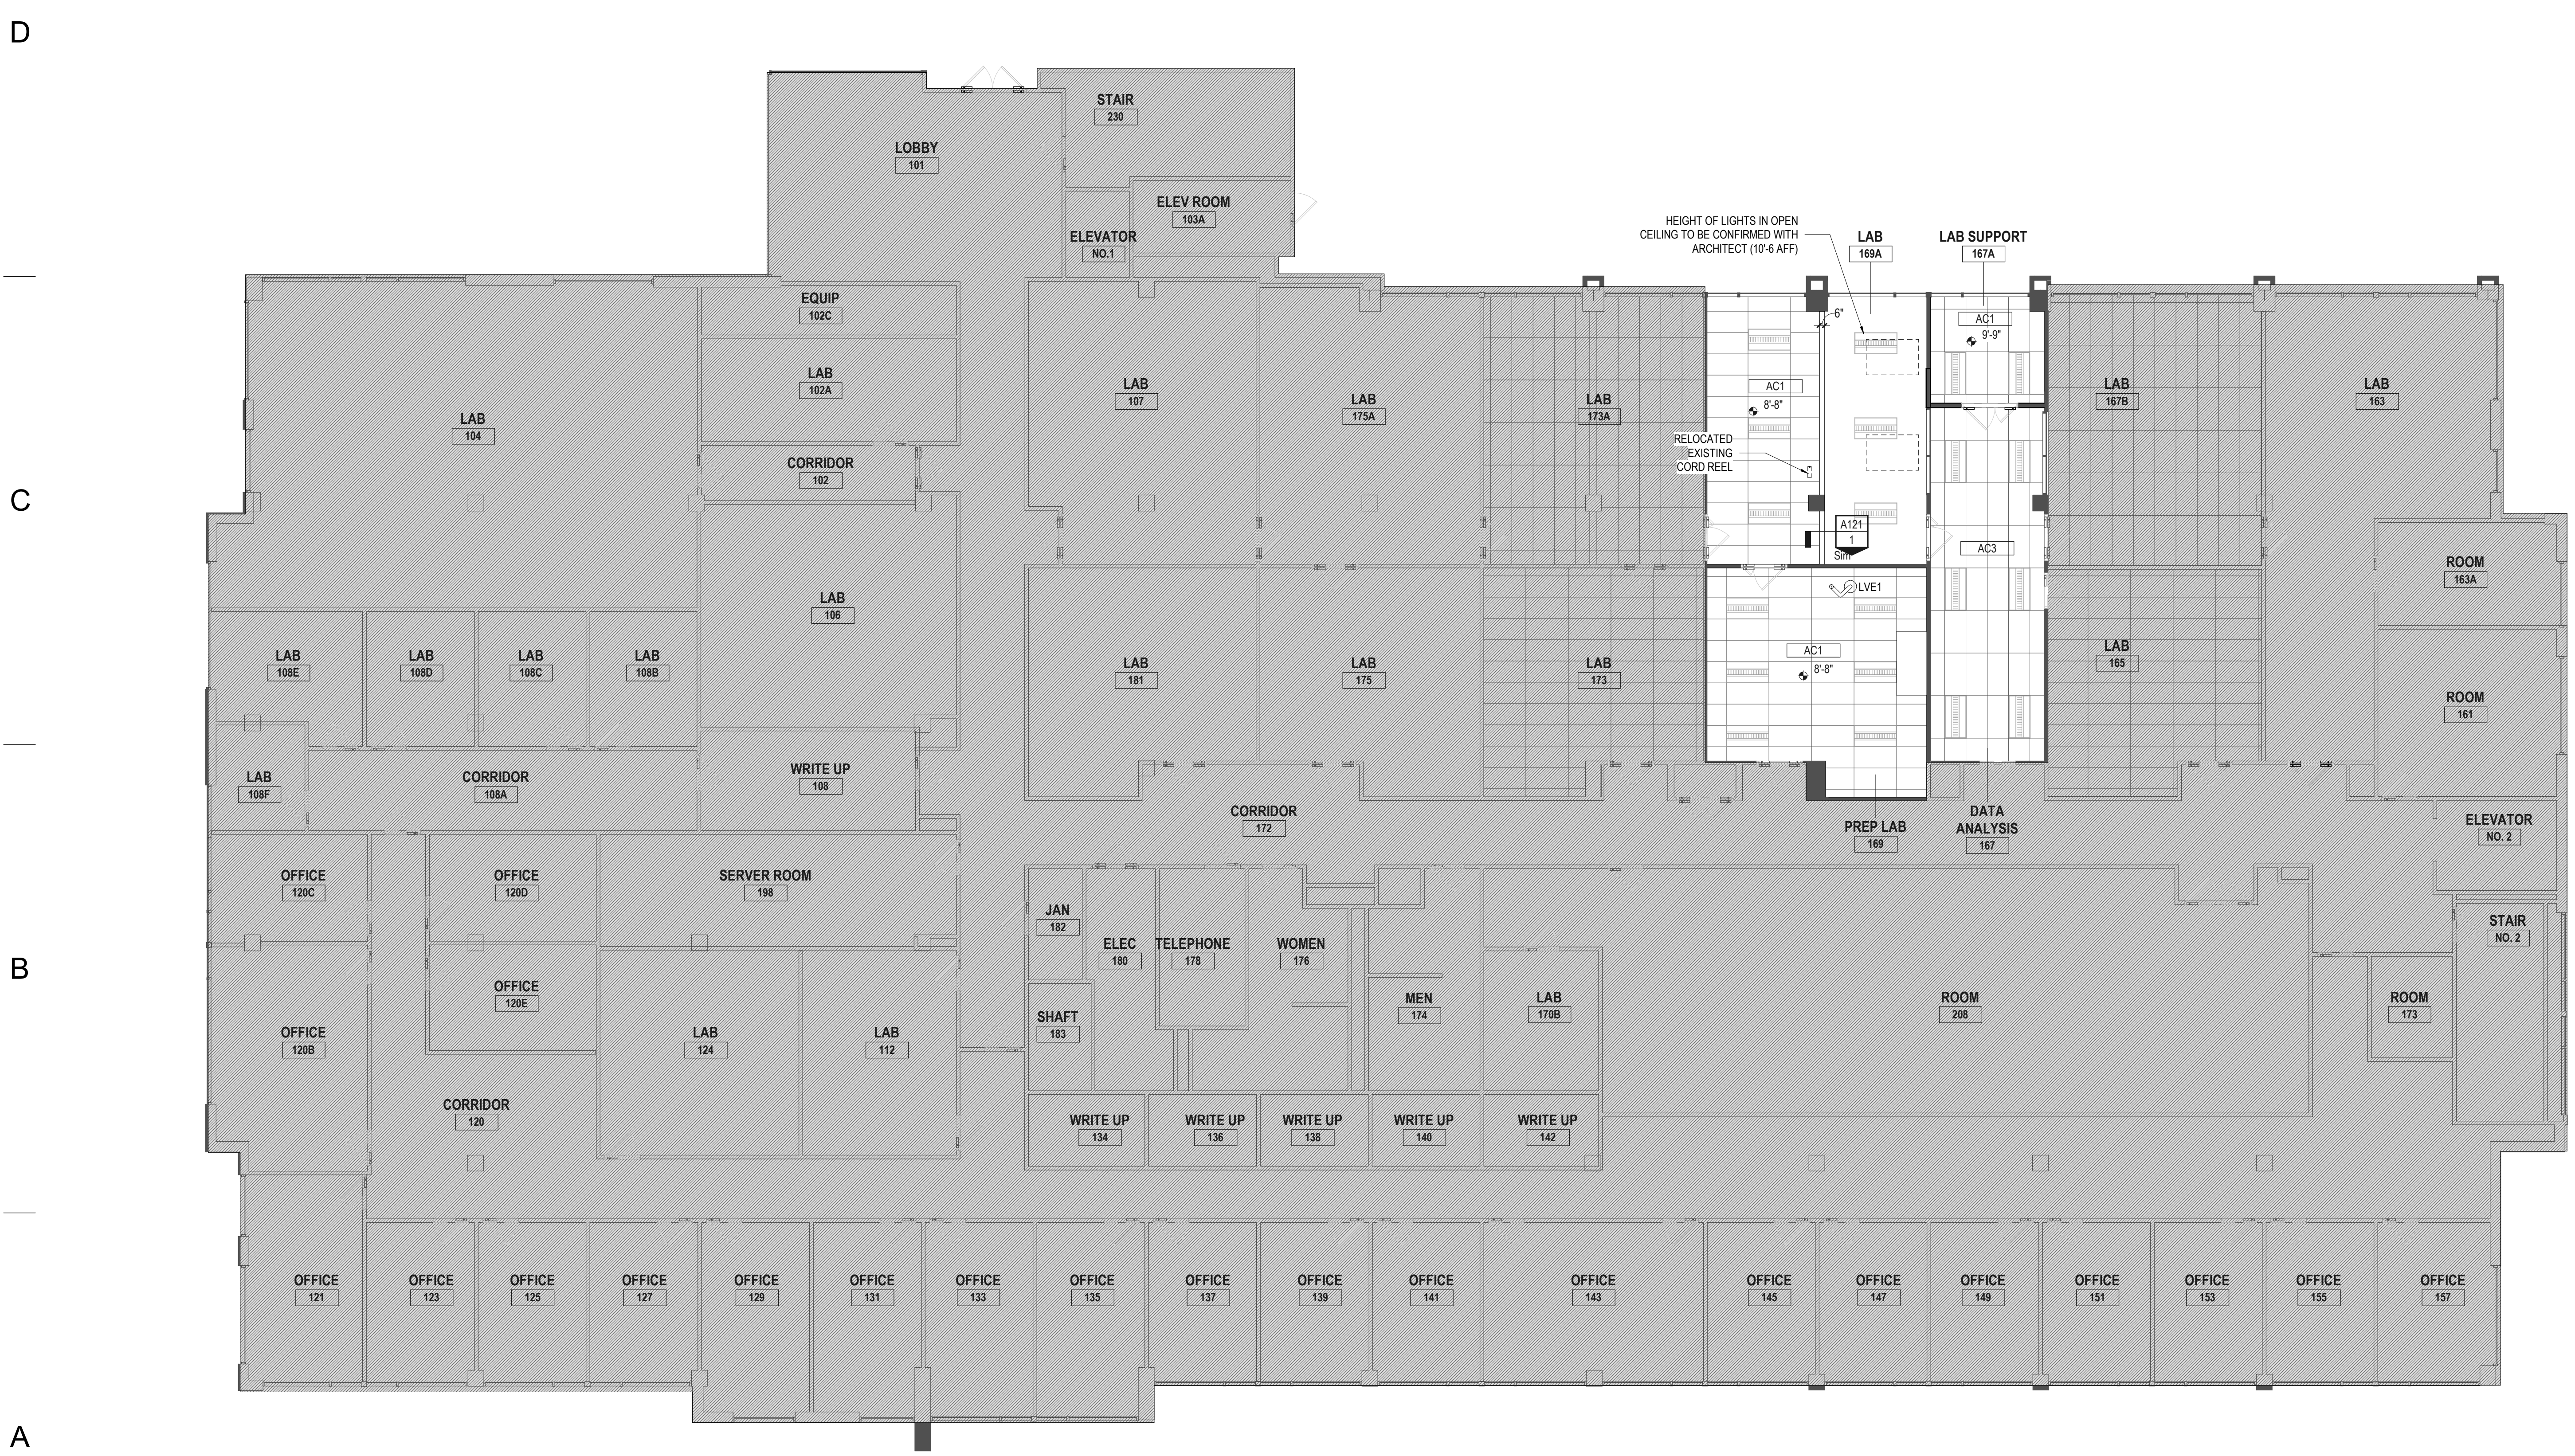 D
STAIR
230
LOBBY
101
ELEV ROOM
103A
ELEVATOR
NO.1
HEIGHT OF LIGHTS IN OPEN
CEILING TO BE CONFIRMED WITH
ARCHITECT (10'-6 AFF)
LAB
169A
LAB SUPPORT
167A
EQUIP
102C
6"
AC1
9'-9"
LAB
102A
LAB
107
LAB
175A
LAB
173A
AC1
8'-8"
LAB
167B
LAB
163
LAB
104
RELOCATED
EXISTING
CORD REEL
CORRIDOR
102
C
A121
1
Sim
AC3
ROOM
163A
LAB
106
LVE1
LAB
108E
LAB
108D
LAB
108C
LAB
108B
LAB
181
LAB
175
LAB
173
AC1
8'-8"
LAB
165
ROOM
161
LAB
108F
CORRIDOR
108A
WRITE UP
108
CORRIDOR
172
PREP LAB
169
DATA
ANALYSIS
167
ELEVATOR
NO. 2
OFFICE
120C
OFFICE
120D
SERVER ROOM
198
JAN
182
ELEC
180
TELEPHONE
178
WOMEN
176
STAIR
NO. 2
B
OFFICE
120E
OFFICE
120B
LAB
124
LAB
112
SHAFT
183
MEN
174
LAB
170B
ROOM
208
ROOM
173
CORRIDOR
120
WRITE UP
134
WRITE UP
136
WRITE UP
138
WRITE UP
140
WRITE UP
142
OFFICE
121
OFFICE
123
OFFICE
125
OFFICE
127
OFFICE
129
OFFICE
131
OFFICE
133
OFFICE
135
OFFICE
137
OFFICE
139
OFFICE
141
OFFICE
143
OFFICE
145
OFFICE
147
OFFICE
149
OFFICE
151
OFFICE
153
OFFICE
155
OFFICE
157
A